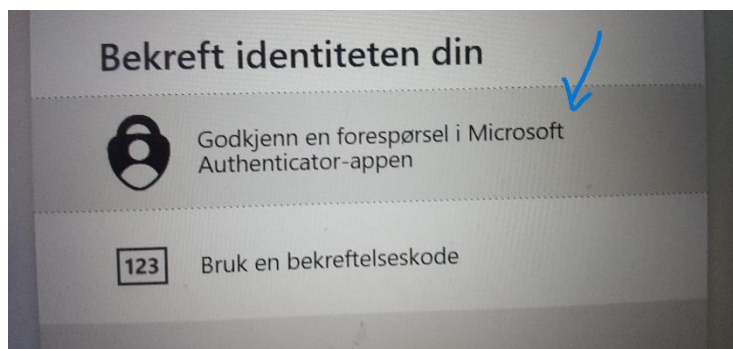 Bekreft identiteten din
Godkjenn en forespørsel i Microsoft
Authenticator-appen
123
Bruk en bekreftelseskode